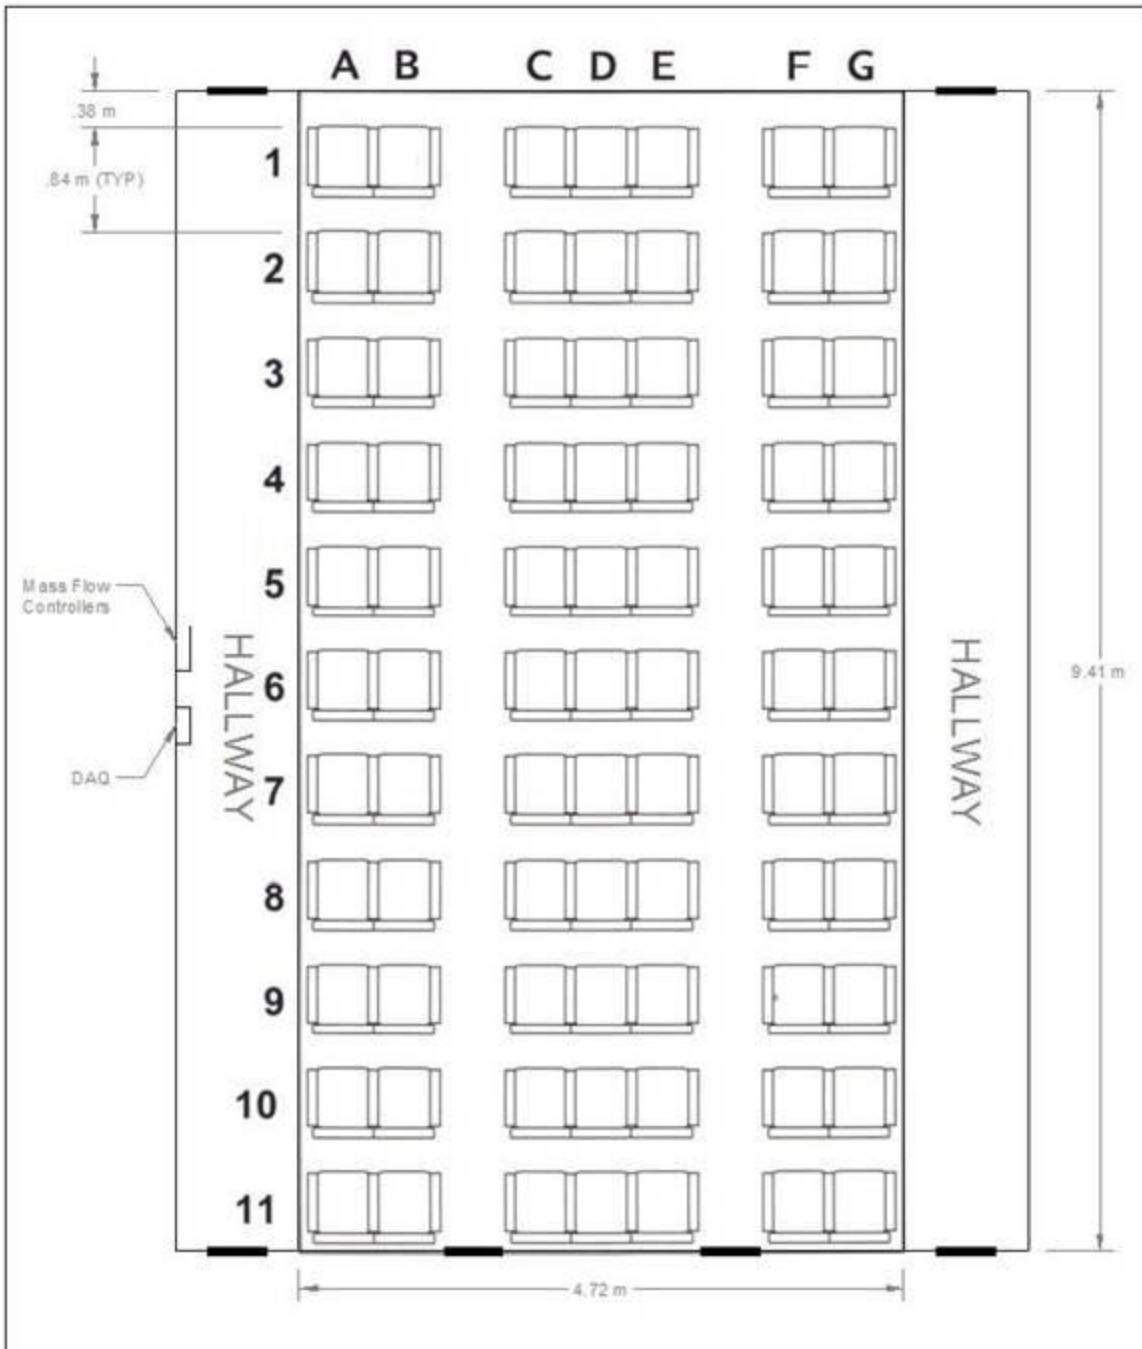 A B C D E F G
.38 m
1
.84 m (TYP)
2
3
4
5
Mass Flow
Controllers
HALLWAY
HALLWAY
6
9.41 m
DAQ
7
8
9
10
11
4.72 m